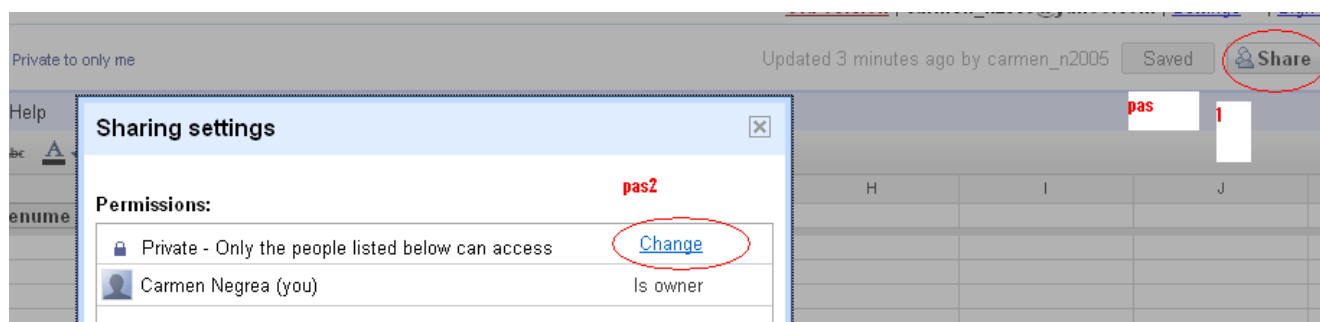 Private to only me
Updated 3 minutes ago by carmen_n2005
Saved
Share
pas 1
Help
Sharing settings
abc A
pas2
Permissions:
H I J
enume
Private - Only the people listed below can access Change
Carmen Negrea (you) Is owner